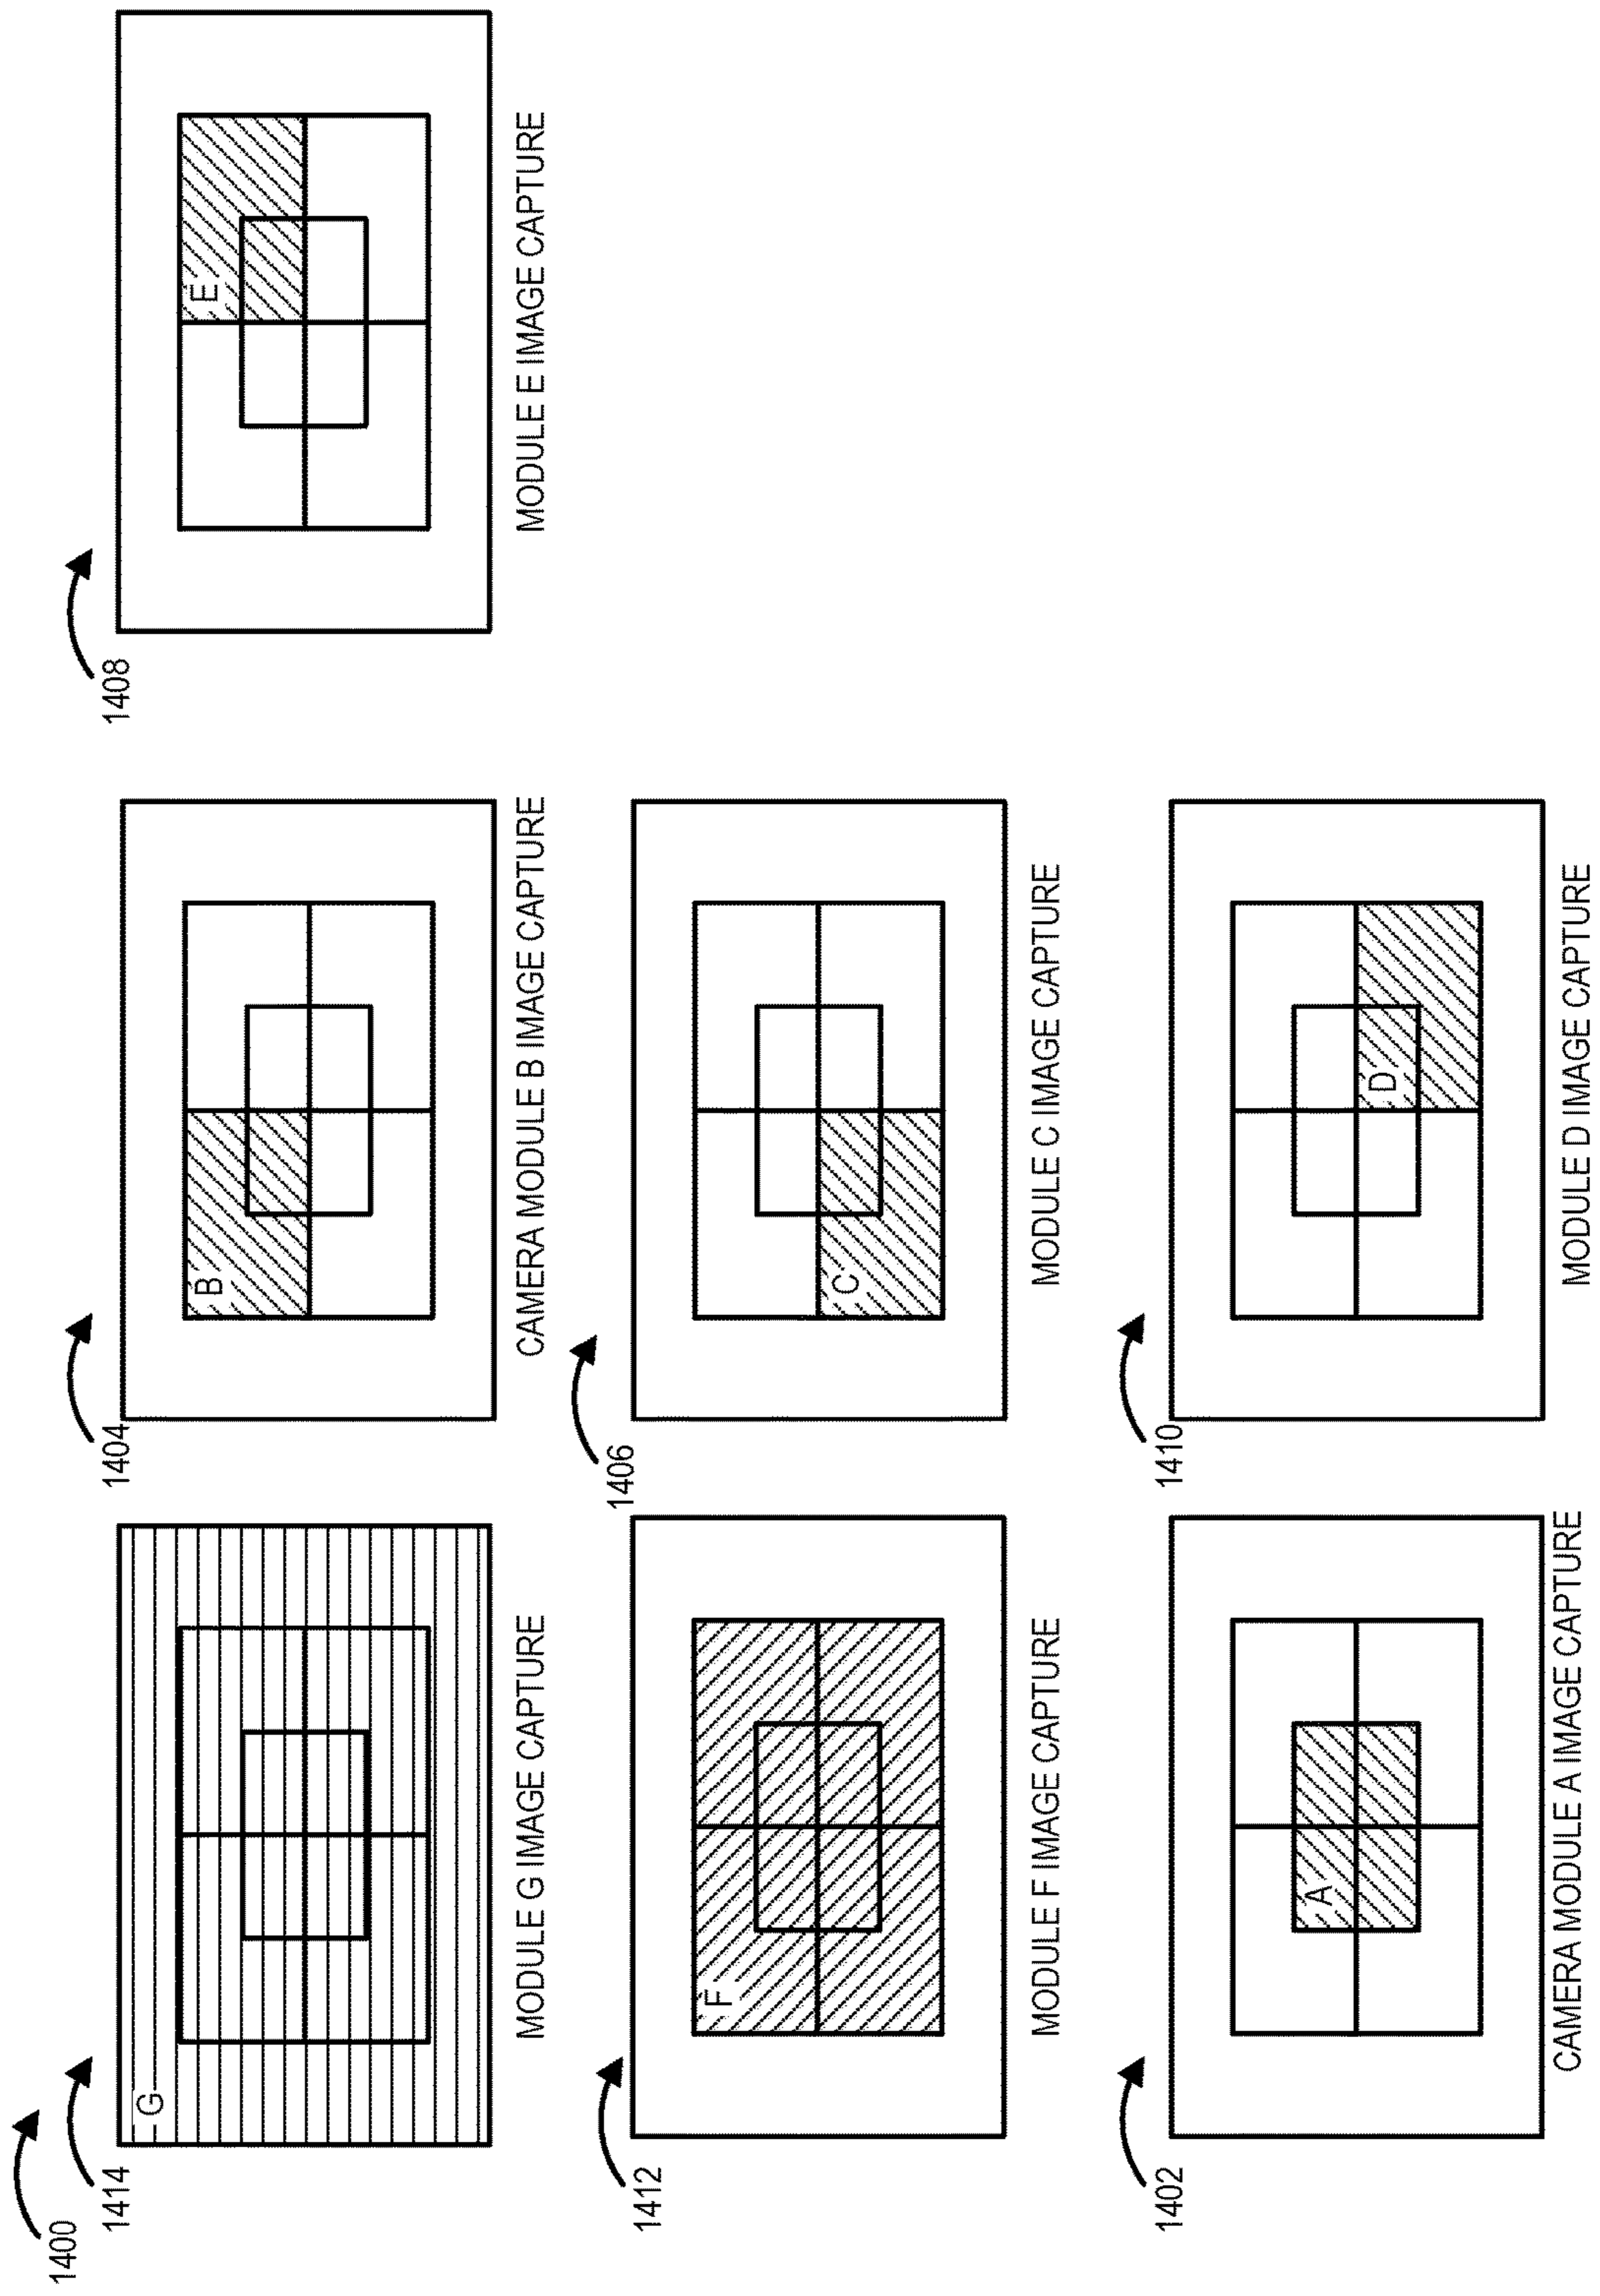 1400
1414
G
MODULE G IMAGE CAPTURE
1404
B
CAMERA MODULE B IMAGE CAPTURE
1408
E
MODULE E IMAGE CAPTURE
1412
F
MODULE F IMAGE CAPTURE
1406
C
MODULE C IMAGE CAPTURE
1402
A
CAMERA MODULE A IMAGE CAPTURE
1410
D
MODULE D IMAGE CAPTURE